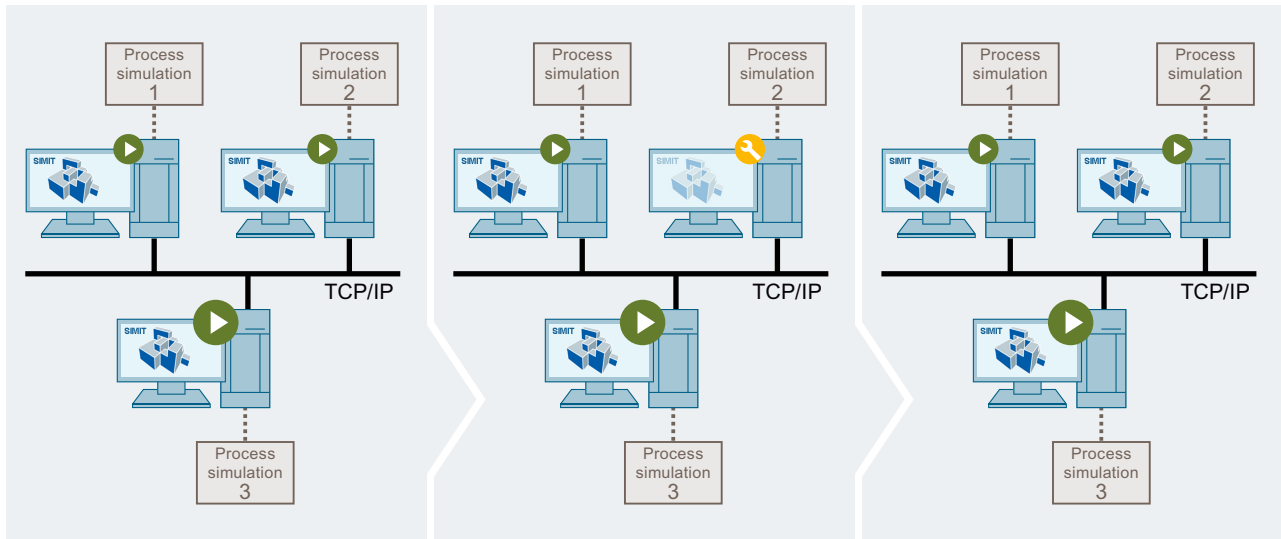 Process
simulation
1
Process
simulation
2
SIMIT
SIMIT
TCP/IP
SIMIT
Process
simulation
3
Process
simulation
1
Process
simulation
2
SIMIT
SIMIT
TCP/IP
SIMIT
Process
simulation
3
Process
simulation
1
Process
simulation
2
SIMIT
SIMIT
TCP/IP
SIMIT
Process
simulation
3